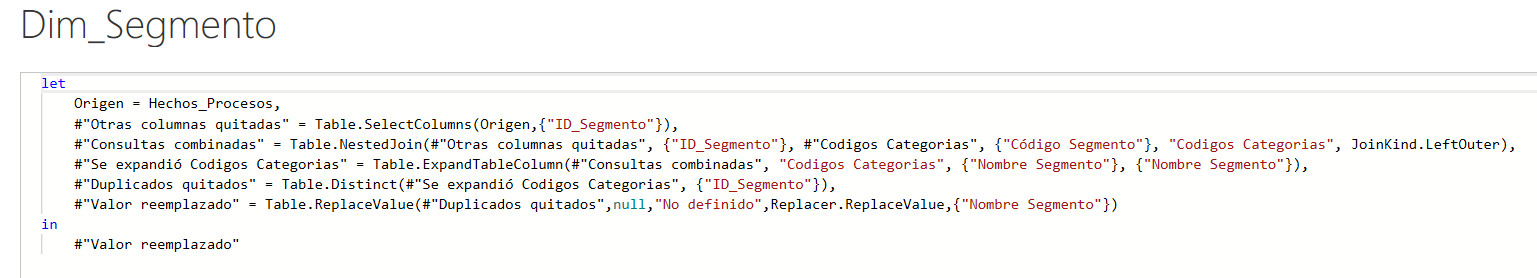 Dim_Segmento
let
Origen = Hechos_Procesos,
#"Otras columnas quitadas" = Table.SelectColumns(Origen,{"ID_Segmento"}),
#"Consultas combinadas" = Table.NestedJoin(#"Otras columnas quitadas", {"ID_Segmento"}, #"Codigos Categorias", {"Código Segmento"}, "Codigos Categorias", JoinKind.LeftOuter),
#"Se expandió Codigos Categorias" = Table.ExpandTableColumn(#"Consultas combinadas", "Codigos Categorias", {"Nombre Segmento"}, {"Nombre Segmento"}),
#"Duplicados quitados" = Table.Distinct(#"Se expandió Codigos Categorias", {"ID_Segmento"}),
#"Valor reemplazado" = Table.ReplaceValue(#"Duplicados quitados",null,"No definido",Replacer.ReplaceValue,{"Nombre Segmento"})
in
#"Valor reemplazado"